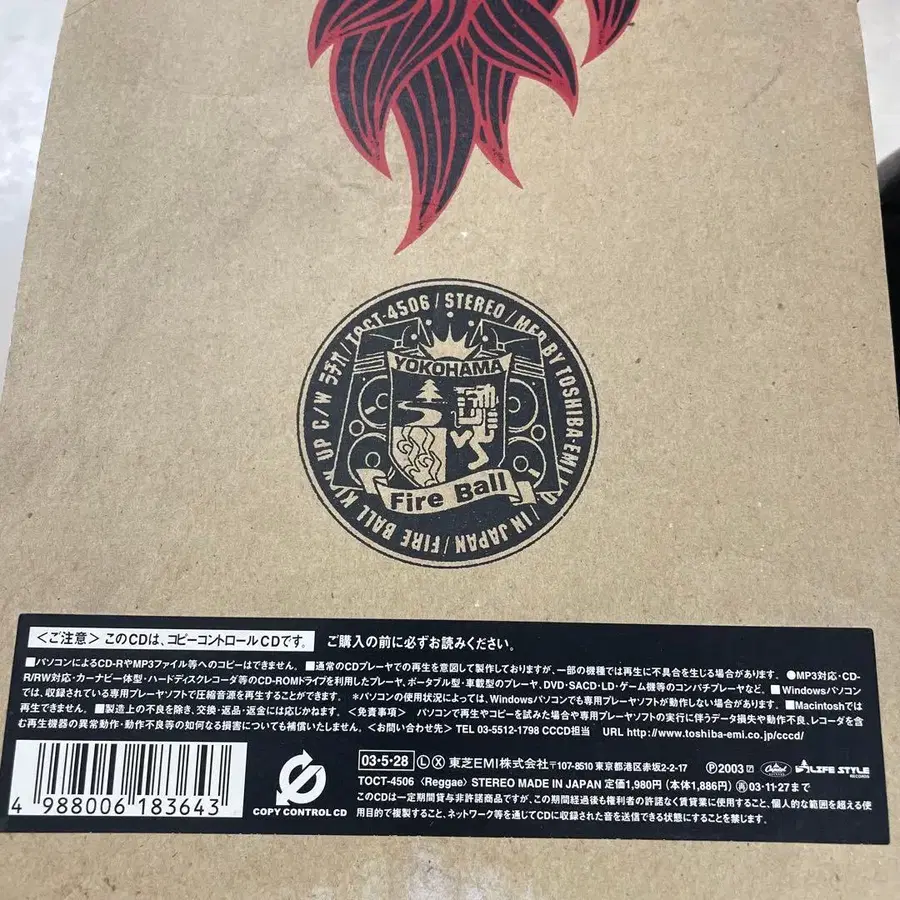 FIRE BALL KICK UP C/W ラチオ/TOCT-4506/STEREO/MFD BY TOSHIBA-EMI LTD/IN JAPAN/
YOKOHAMA
Fire Ball
<ご注意>このCDは、コピーコントロールCDです。 ご購入の前に必ずお読みください。
■パソコンによるCD-RやMP3ファイル等へのコピーはできません。■通常のCDプレーヤでの再生を意図して製作しておりますが、一部の機種では再生に不具合を生じる場合があります。●MP3対応・CD-
R/RW対応・カーナビ一体型・ハードディスクレコーダ等のCD-ROMドライブを利用したプレーヤ、ポータブル型・車載型のプレーヤ、DVD・SACD・LD・ゲーム機等のコンパチプレーヤなど、■Windowsパソコン
では、収録されている専用プレーヤソフトで圧縮音源を再生することができます。*パソコンの使用状況によっては、Windowsパソコンでも専用プレーヤソフトが動作しない場合があります。■Macintoshでは
再生できません。■製造上の不良を除き、交換・返品・返金には応じかねます。<免責事項> パソコンで再生やコピーを試みた場合や専用プレーヤソフトの実行に伴うデータ損失や動作不良、レコーダを含
む再生機器の異常動作・動作不良等の如何なる損害についても補償いたしません。<お問い合わせ先> TEL 03-5512-1798 CCCD担当 URL http://www.toshiba-emi.co.jp/cccd/
4 988006 183643
COPY CONTROL CD
03・5・28 Ⓛ Ⓧ 東芝EMI株式会社/〒107-8510 東京都港区赤坂2-2-17 Ⓟ2003 Capitol LIFE STYLE RECORDS
TOCT-4506 <Reggae> STEREO MADE IN JAPAN 定価1,980円(本体1,886円) 再 03・11・27まで
このCDは一定期間貸与非許諾商品ですが、この期間経過後も権利者の許諾なく賃貸業に使用すること、個人的な範囲を超える使
用目的で複製すること、ネットワーク等を通じてCDに収録された音を送信できる状態にすることを禁じます。